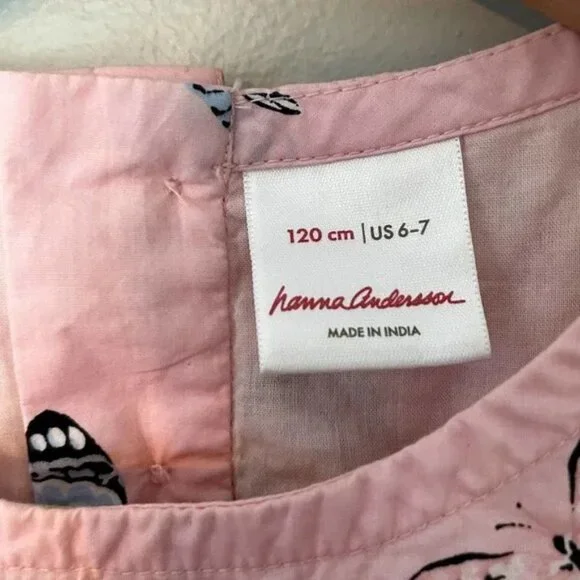 120 cm | US 6-7
hanna Andersson
MADE IN INDIA